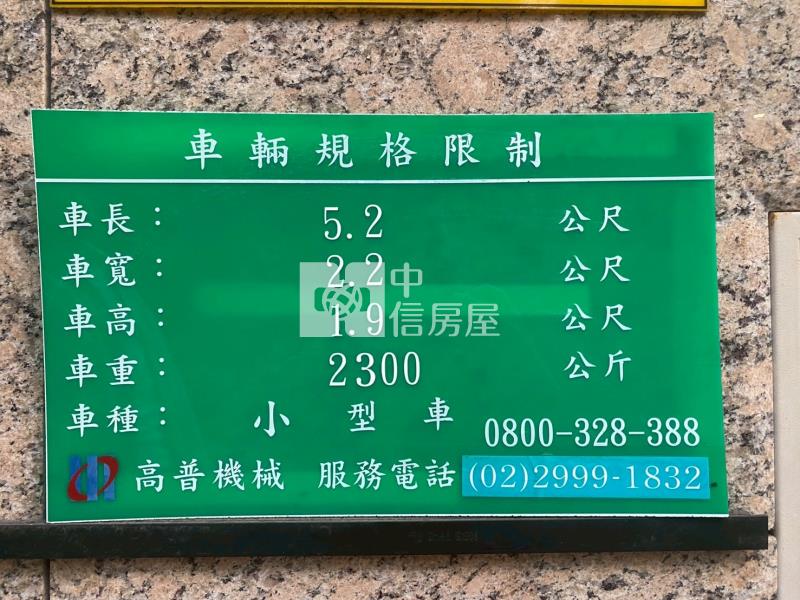 車輛規格限制
車長： 5.2 公尺
車寬： 2.2 公尺
車高： 1.9 公尺
車重： 2300 公斤
車種： 小型車
0800-328-388
高普機械 服務電話 (02)2999-1832
中信房屋